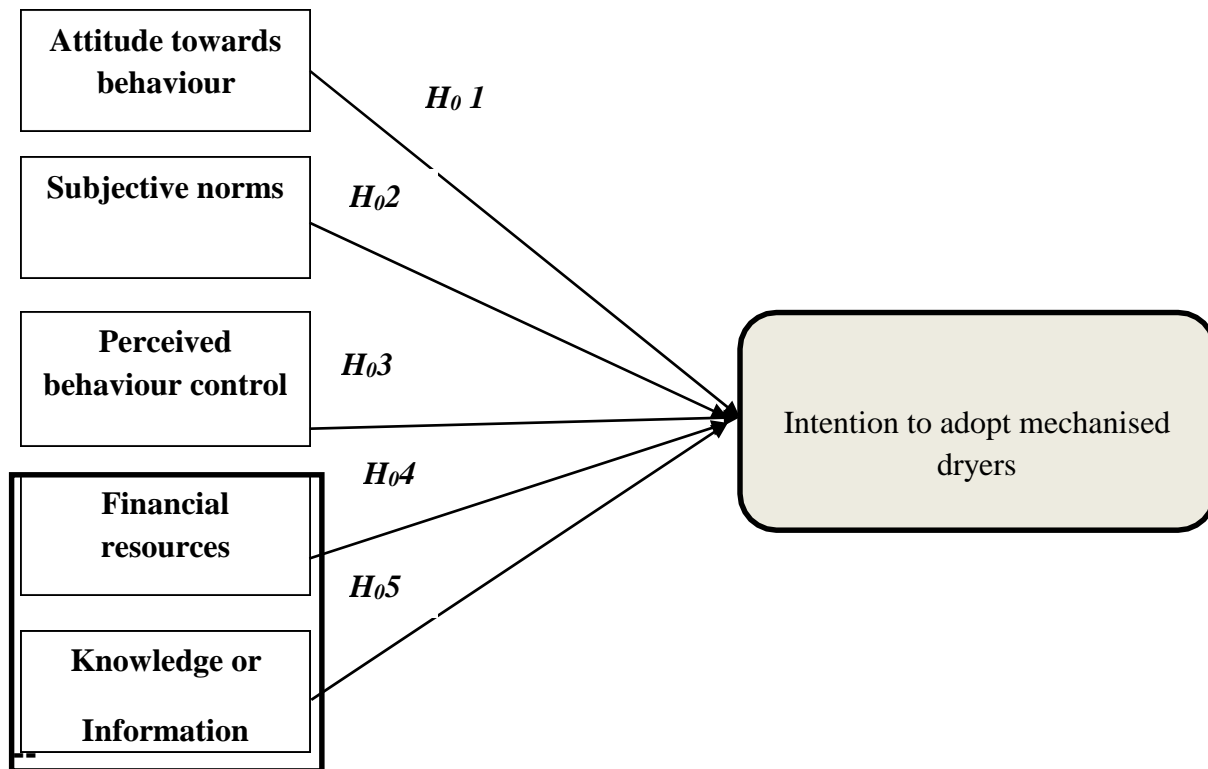 Attitude towards
behaviour
H₀ 1
Subjective norms
H₀2
Perceived
behaviour control
H₀3
Intention to adopt mechanised
dryers
H₀4
Financial
resources
H₀5
Knowledge or
Information